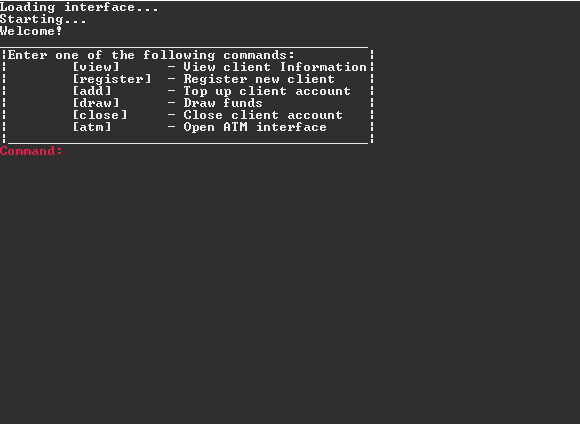 Loading interface...
Starting...
Welcome!
Enter one of the following commands:
[view] - View client Information
[register] - Register new client
[add] - Top up client account
[draw] - Draw funds
[close] - Close client account
[atm] - Open ATM interface
Command: